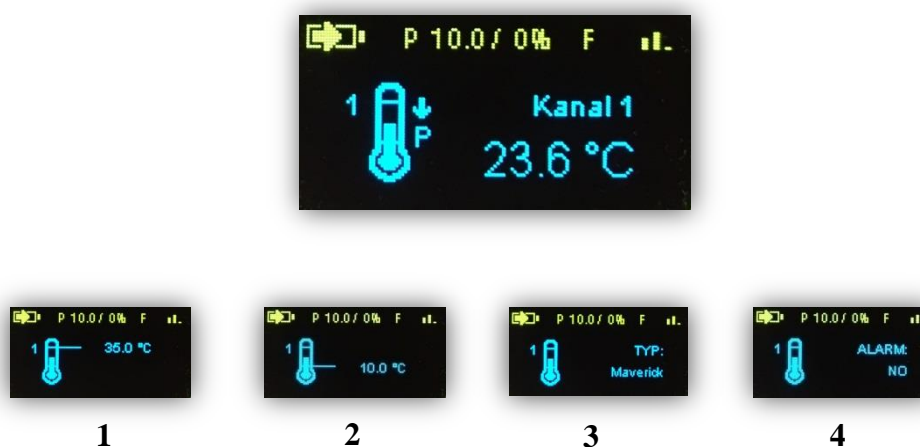 P 10.0 / 0% F
1 Kanal 1
P 23.6 °C
P 10.0 / 0% F
1 35.0 °C
P 10.0 / 0% F
1 10.0 °C
P 10.0 / 0% F
1 TYP:
Maverick
P 10.0 / 0% F
1 ALARM:
NO
1 2 3 4